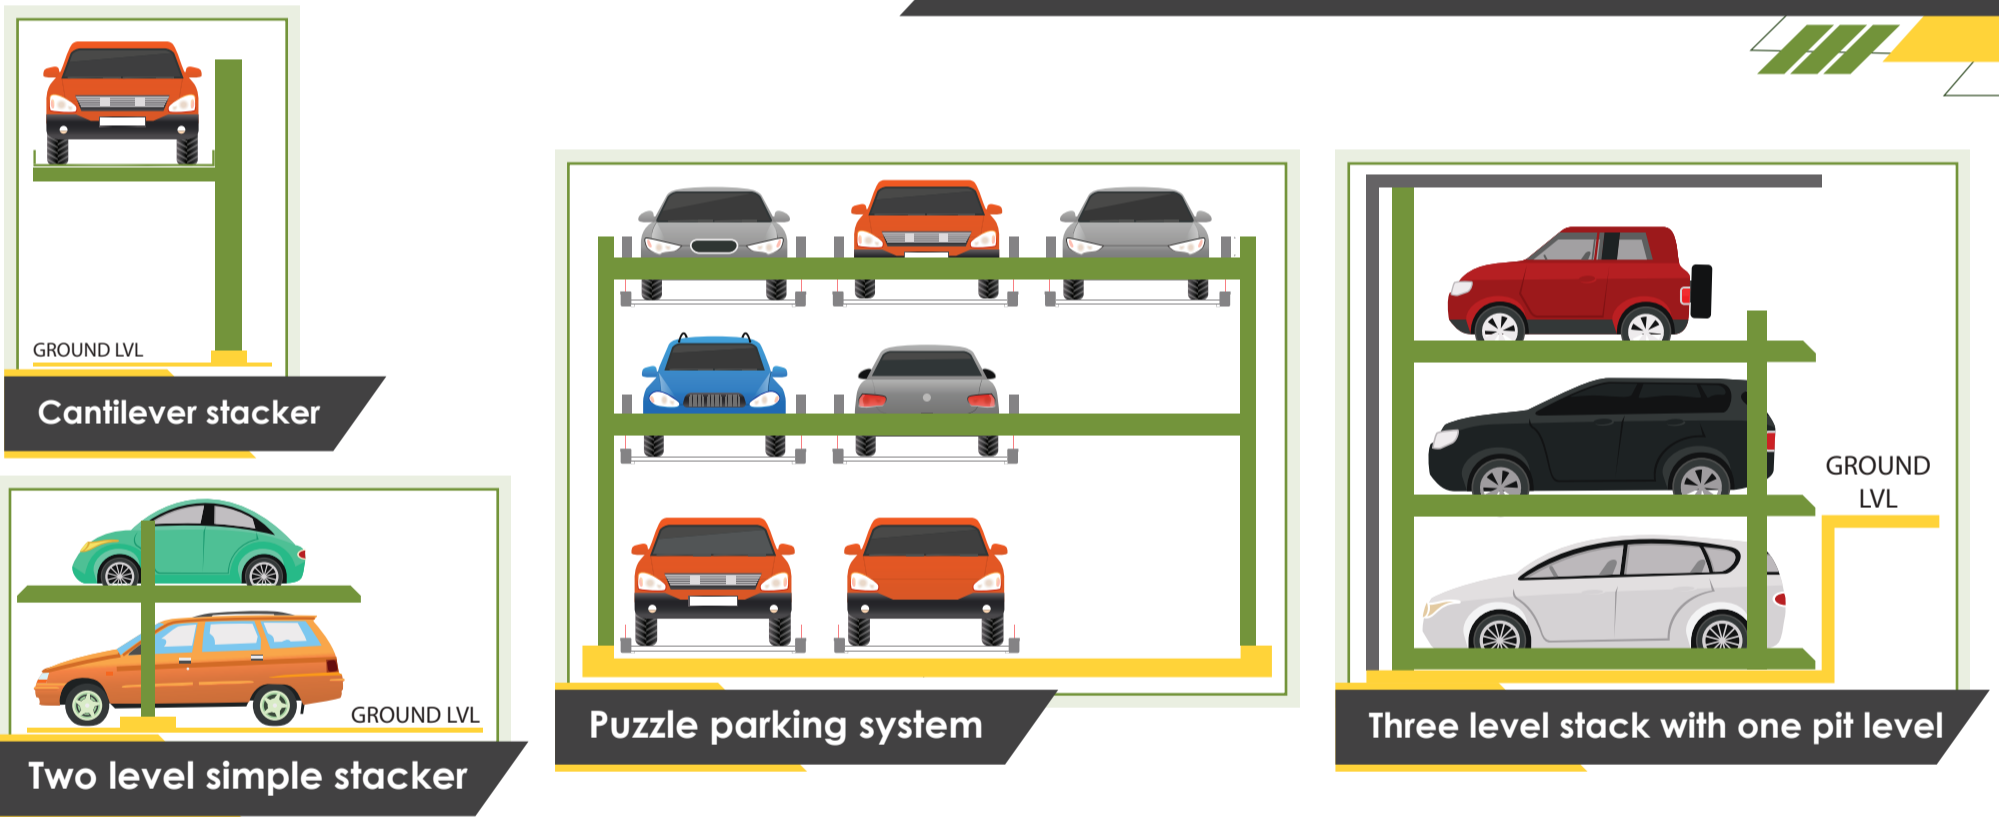 GROUND LVL
Cantilever stacker
GROUND LVL
Two level simple stacker
Puzzle parking system
GROUND
LVL
Three level stack with one pit level